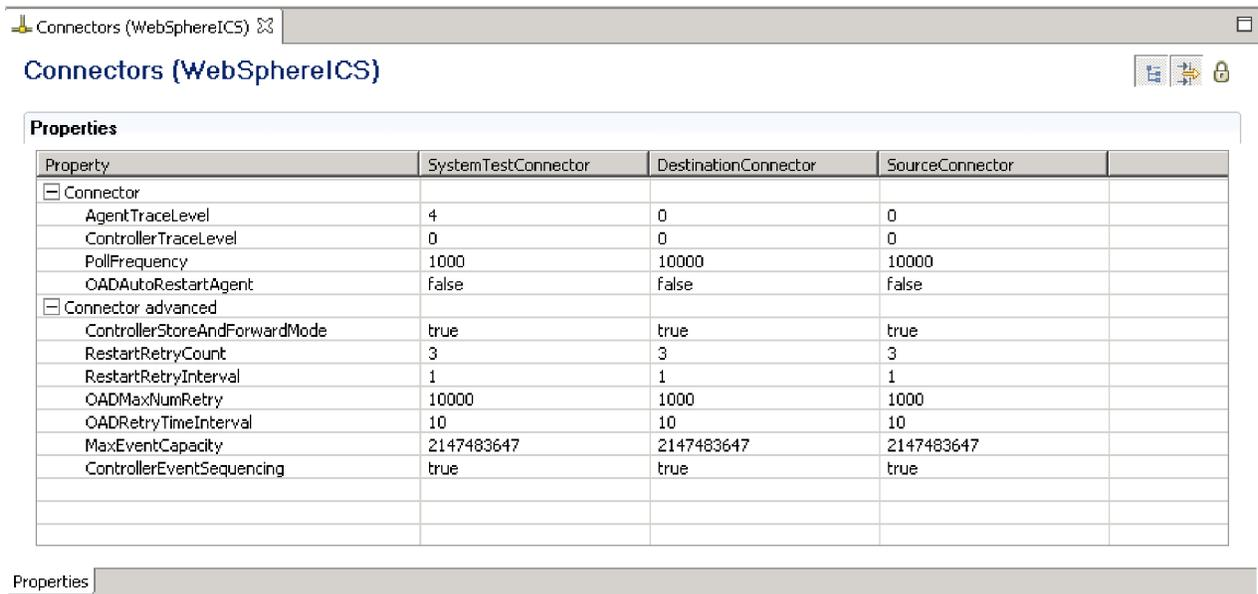 Connectors (WebSphereICS)
Connectors (WebSphereICS)
Properties
Property SystemTestConnector DestinationConnector SourceConnector
Connector
AgentTraceLevel 4 0 0
ControllerTraceLevel 0 0 0
PollFrequency 1000 10000 10000
OADAutoRestartAgent false false false
Connector advanced
ControllerStoreAndForwardMode true true true
RestartRetryCount 3 3 3
RestartRetryInterval 1 1 1
OADMaxNumRetry 10000 1000 1000
OADRetryTimeInterval 10 10 10
MaxEventCapacity 2147483647 2147483647 2147483647
ControllerEventSequencing true true true
Properties